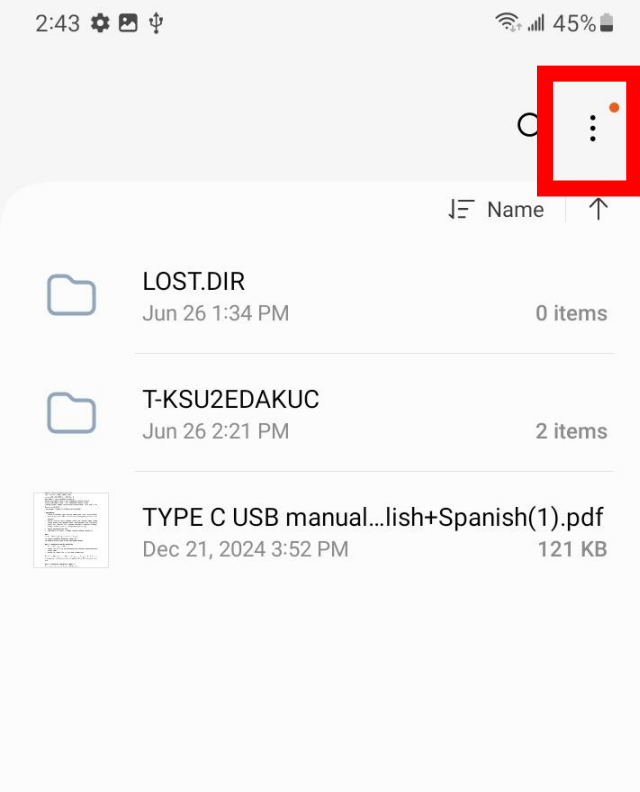 2:43 45%
Name
LOST.DIR
Jun 26 1:34 PM 0 items
T-KSU2EDAKUC
Jun 26 2:21 PM 2 items
TYPE C USB manual...lish+Spanish(1).pdf
Dec 21, 2024 3:52 PM 121 KB